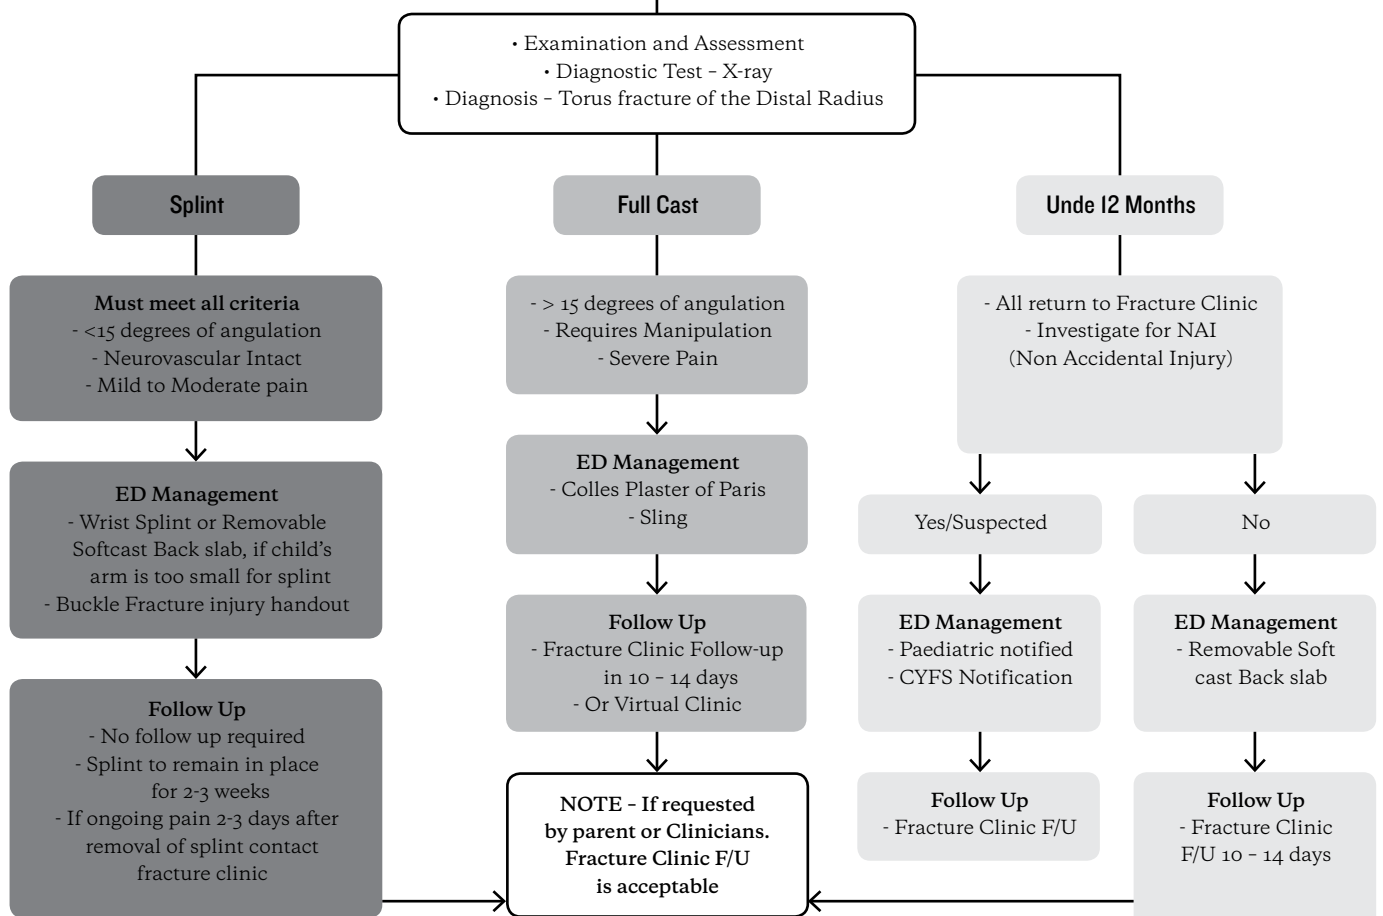 • Examination and Assessment
• Diagnostic Test – X-ray
• Diagnosis – Torus fracture of the Distal Radius
Splint
Must meet all criteria
- <15 degrees of angulation
- Neurovascular Intact
- Mild to Moderate pain
ED Management
- Wrist Splint or Removable
Softcast Back slab, if child's
arm is too small for splint
- Buckle Fracture injury handout
Follow Up
- No follow up required
- Splint to remain in place
for 2-3 weeks
- If ongoing pain 2-3 days after
removal of splint contact
fracture clinic
Full Cast
- > 15 degrees of angulation
- Requires Manipulation
- Severe Pain
ED Management
- Colles Plaster of Paris
- Sling
Follow Up
- Fracture Clinic Follow-up
in 10 – 14 days
- Or Virtual Clinic
NOTE – If requested
by parent or Clinicians.
Fracture Clinic F/U
is acceptable
Unde 12 Months
- All return to Fracture Clinic
- Investigate for NAI
(Non Accidental Injury)
Yes/Suspected
ED Management
- Paediatric notified
- CYFS Notification
Follow Up
- Fracture Clinic F/U
No
ED Management
- Removable Soft
cast Back slab
Follow Up
- Fracture Clinic
F/U 10 – 14 days